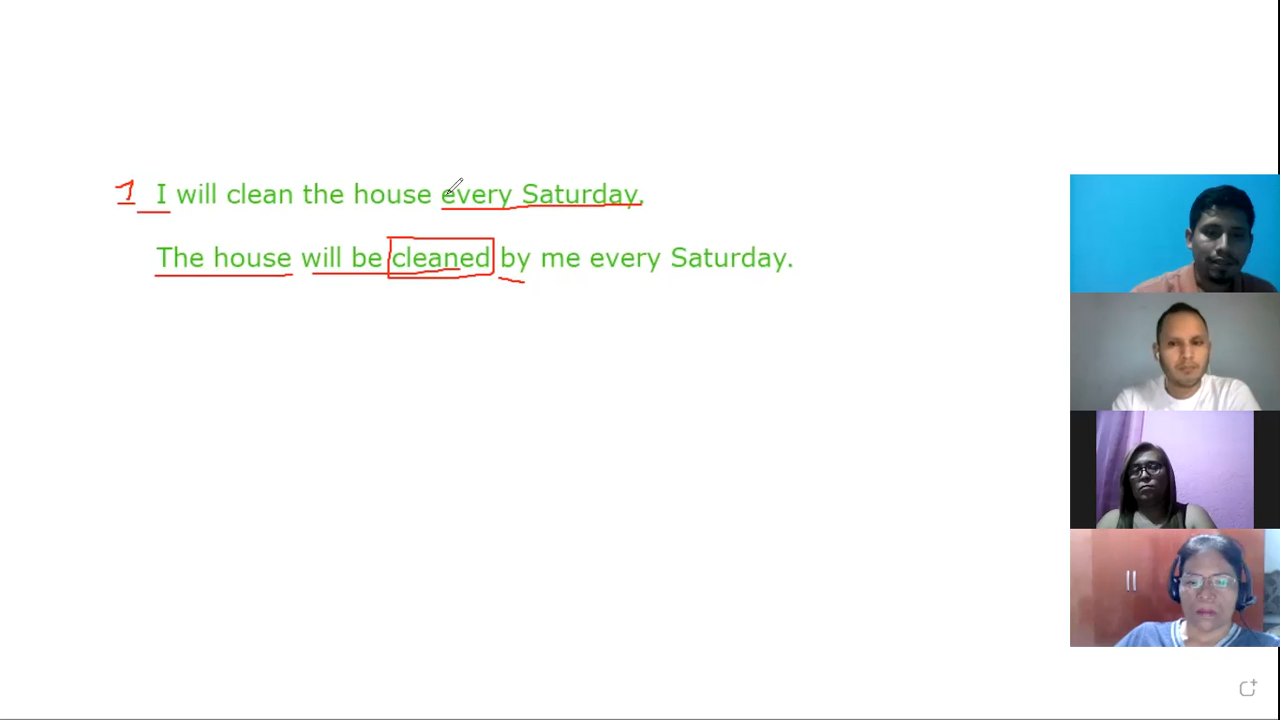 1 I will clean the house every Saturday,
The house will be cleaned by me every Saturday.